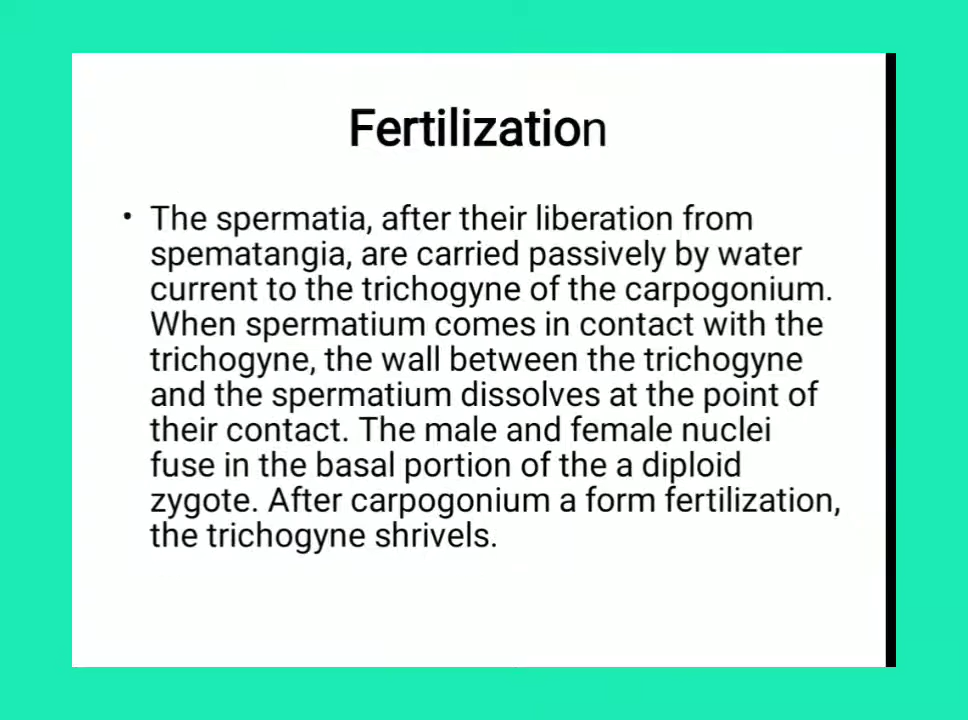 Fertilization
• The spermatia, after their liberation from
spematangia, are carried passively by water
current to the trichogyne of the carpogonium.
When spermatium comes in contact with the
trichogyne, the wall between the trichogyne
and the spermatium dissolves at the point of
their contact. The male and female nuclei
fuse in the basal portion of the a diploid
zygote. After carpogonium a form fertilization,
the trichogyne shrivels.